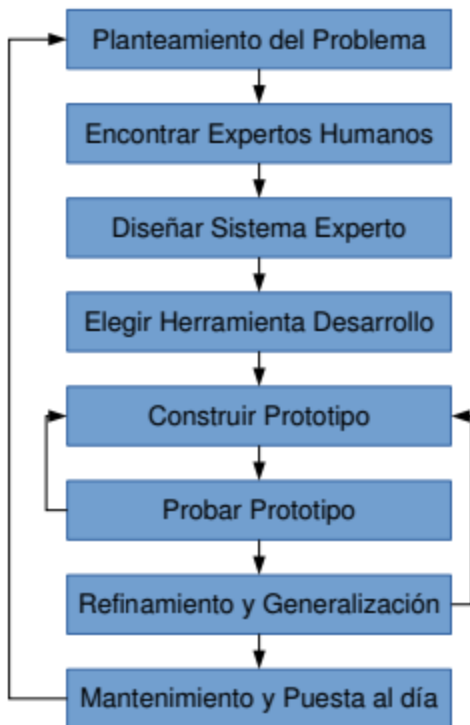 Planteamiento del Problema
Encontrar Expertos Humanos
Diseñar Sistema Experto
Elegir Herramienta Desarrollo
Construir Prototipo
Probar Prototipo
Refinamiento y Generalización
Mantenimiento y Puesta al día